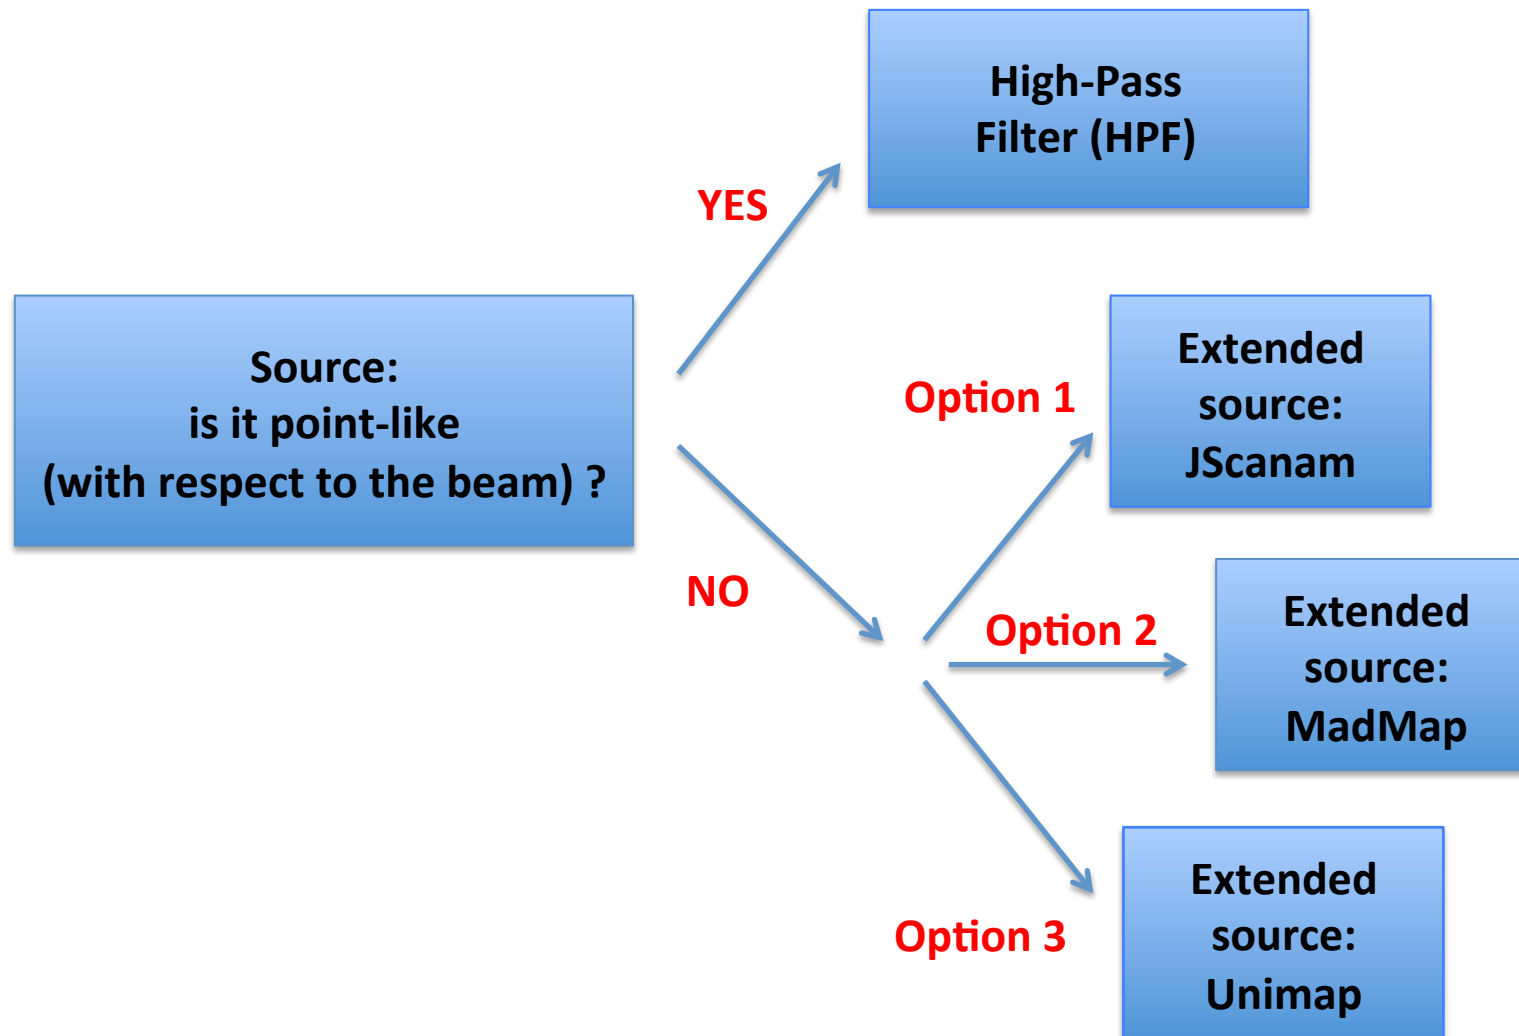 High-Pass
Filter (HPF)
YES
Source:
is it point-like
(with respect to the beam) ?
Extended
source:
JScanam
Option 1
NO
Option 2
Extended
source:
MadMap
Option 3
Extended
source:
Unimap